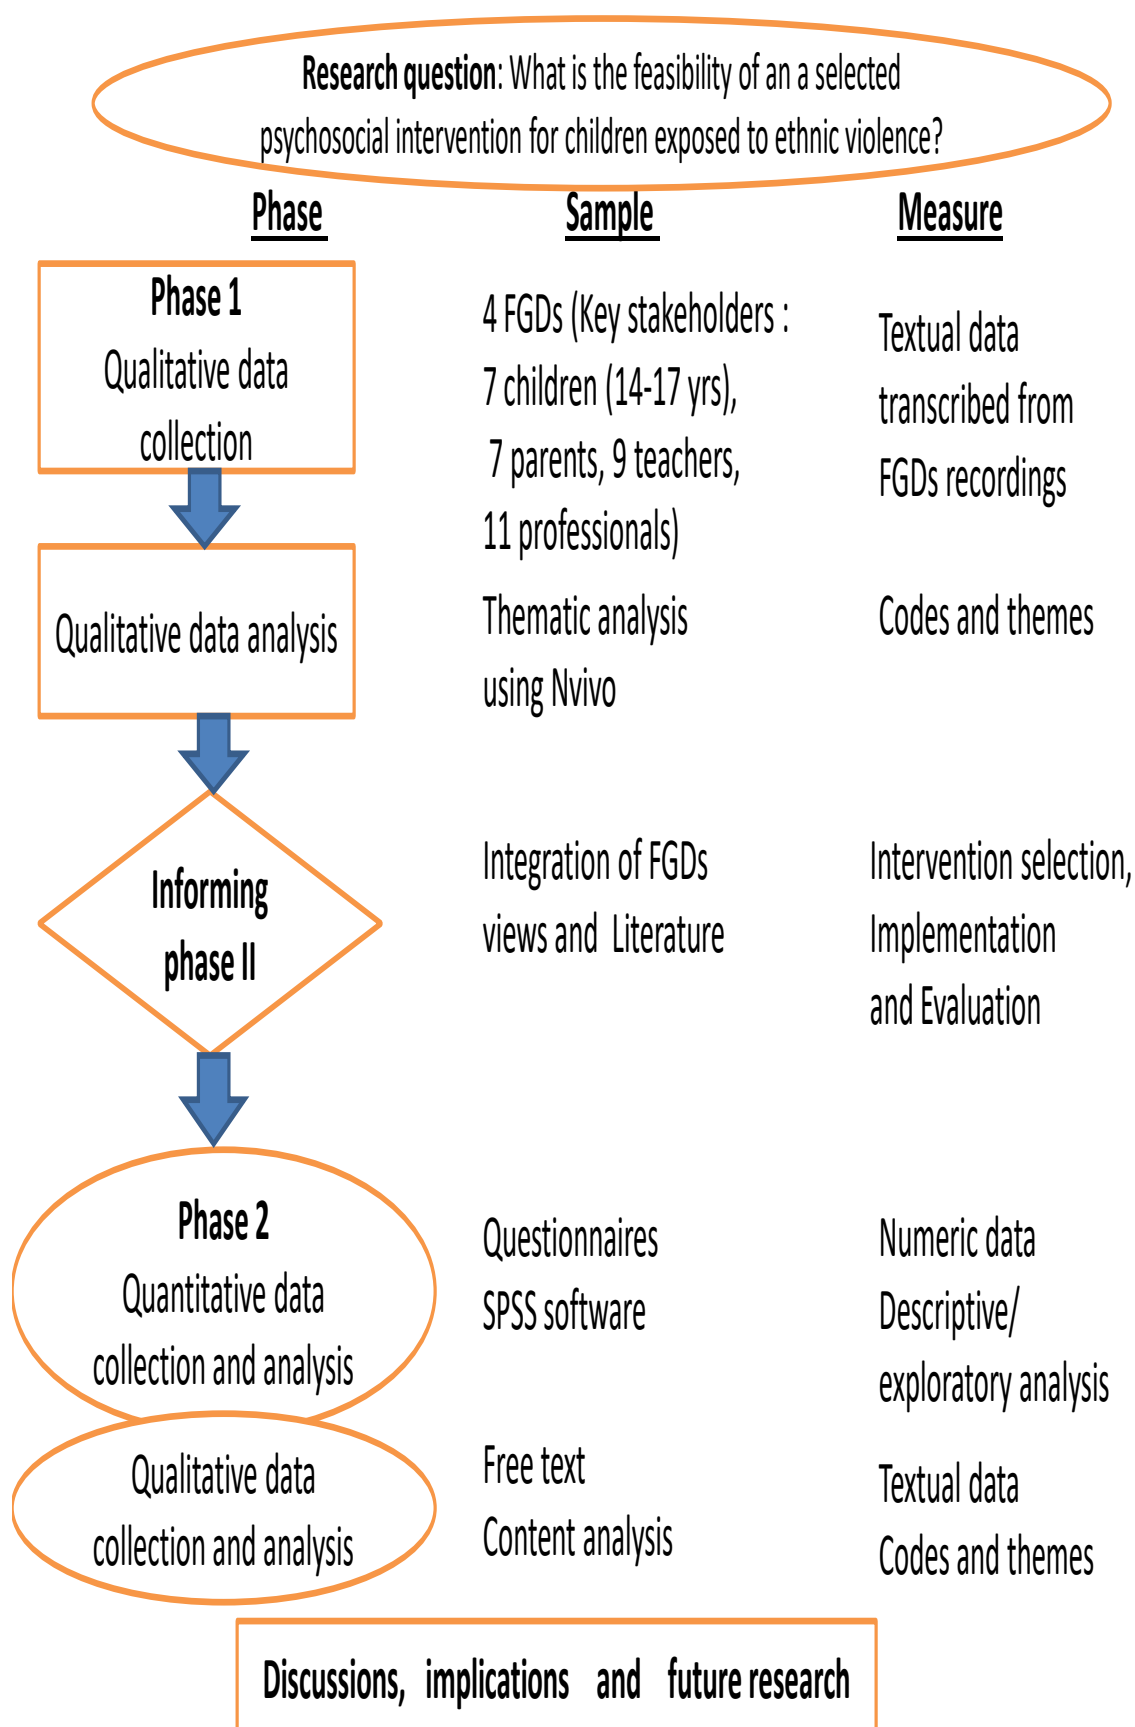 Research question: What is the feasibility of an a selected
psychosocial intervention for children exposed to ethnic violence?
Phase Sample Measure
Phase 1
Qualitative data
collection
4 FGDs (Key stakeholders :
7 children (14-17 yrs),
7 parents, 9 teachers,
11 professionals)
Textual data
transcribed from
FGDs recordings
Qualitative data analysis
Thematic analysis
using Nvivo
Codes and themes
Informing
phase II
Integration of FGDs
views and Literature
Intervention selection,
Implementation
and Evaluation
Phase 2
Quantitative data
collection and analysis
Questionnaires
SPSS software
Numeric data
Descriptive/
exploratory analysis
Qualitative data
collection and analysis
Free text
Content analysis
Textual data
Codes and themes
Discussions, implications and future research